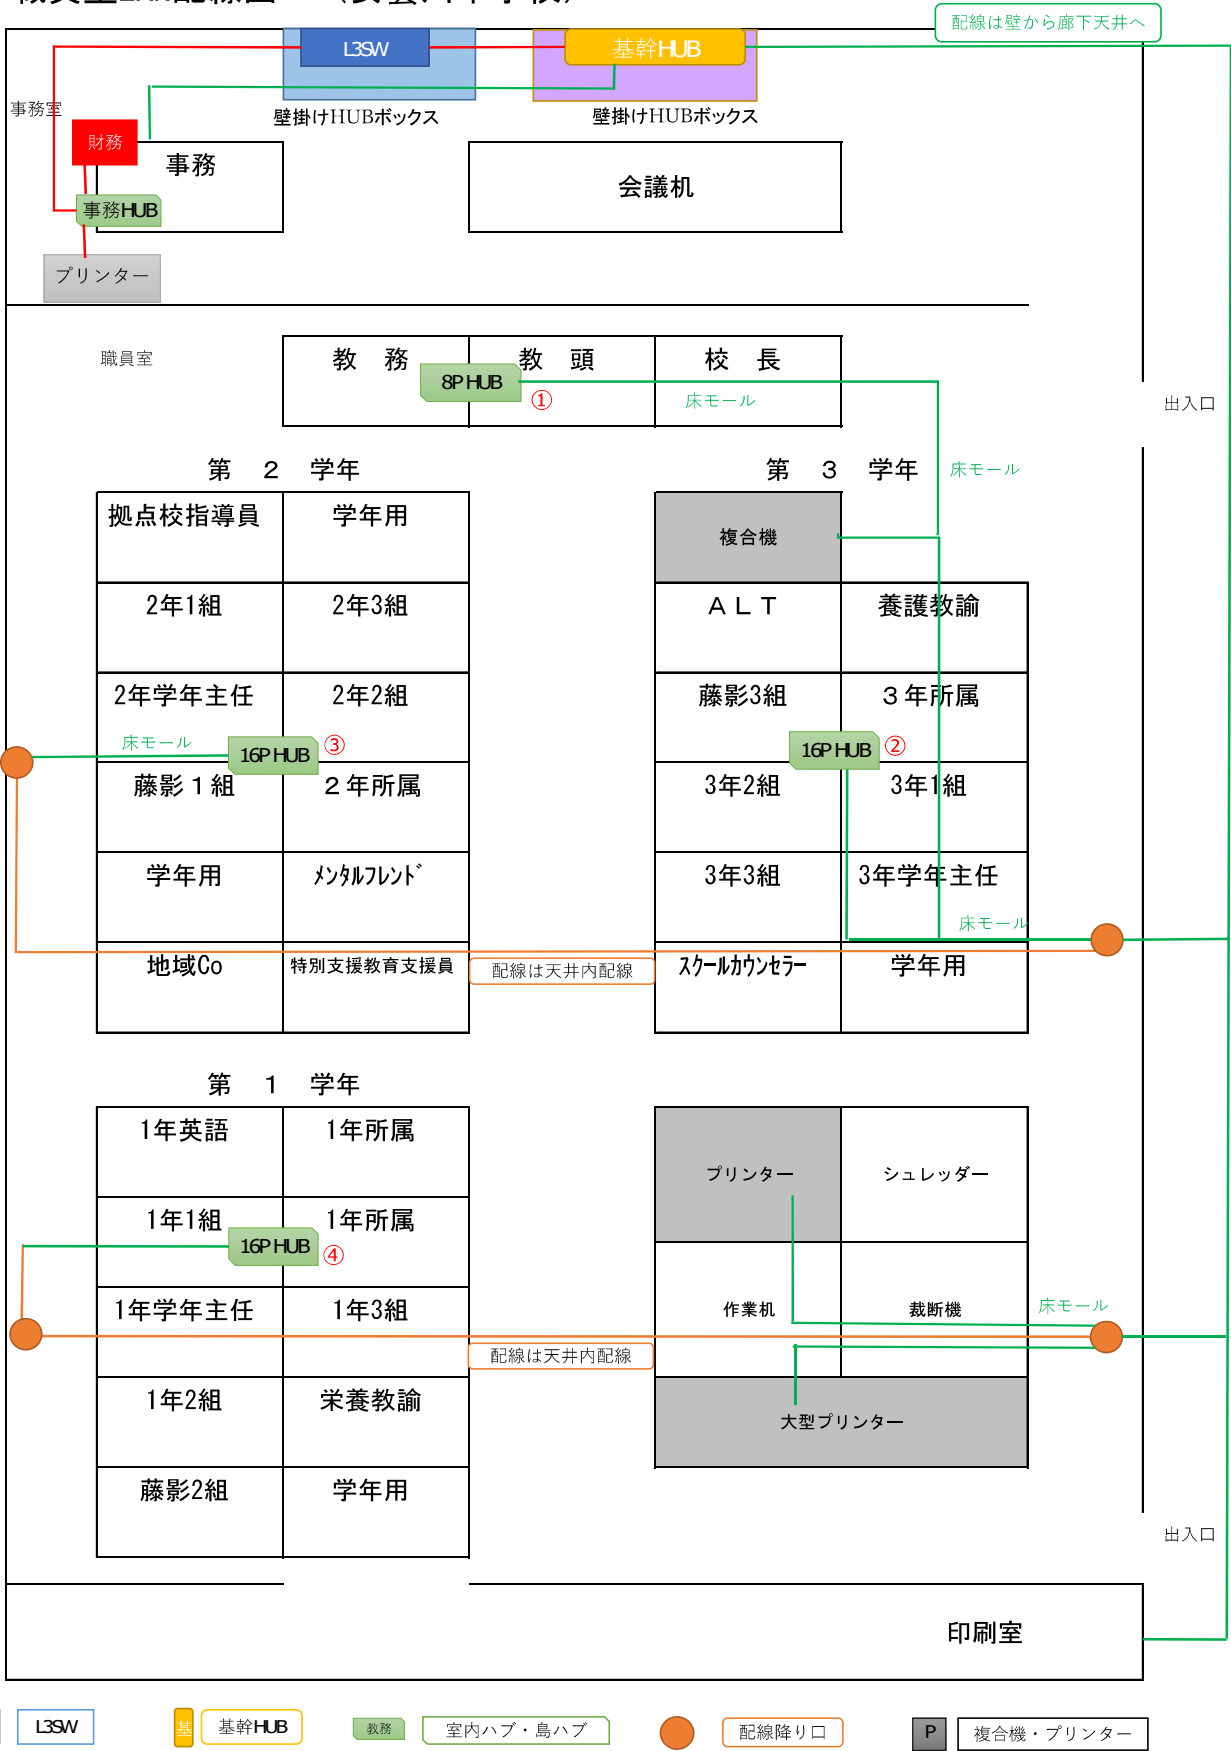 配線は壁から廊下天井へ
L3SW
基幹HUB
事務室
壁掛けHUBボックス
壁掛けHUBボックス
財務
事務
会議机
事務HUB
プリンター
職員室
教　務
教　頭
校　長
8P HUB
①
床モール
出入口
第　2　学年
第　3　学年
床モール
拠点校指導員
学年用
複合機
2年1組
2年3組
ＡＬＴ
養護教諭
2年学年主任
2年2組
藤影3組
３年所属
床モール
16P HUB
③
16P HUB
②
藤影１組
２年所属
3年2組
3年1組
学年用
メンタルフレンド
3年3組
3年学年主任
床モール
地域Co
特別支援教育支援員
配線は天井内配線
スクールカウンセラー
学年用
第　1　学年
1年英語
1年所属
プリンター
シュレッダー
1年1組
1年所属
16P HUB
④
1年学年主任
1年3組
作業机
裁断機
床モール
配線は天井内配線
1年2組
栄養教諭
大型プリンター
藤影2組
学年用
出入口
印刷室
L3SW
基
基幹HUB
教務
室内ハブ・島ハブ
配線降り口
P
複合機・プリンター